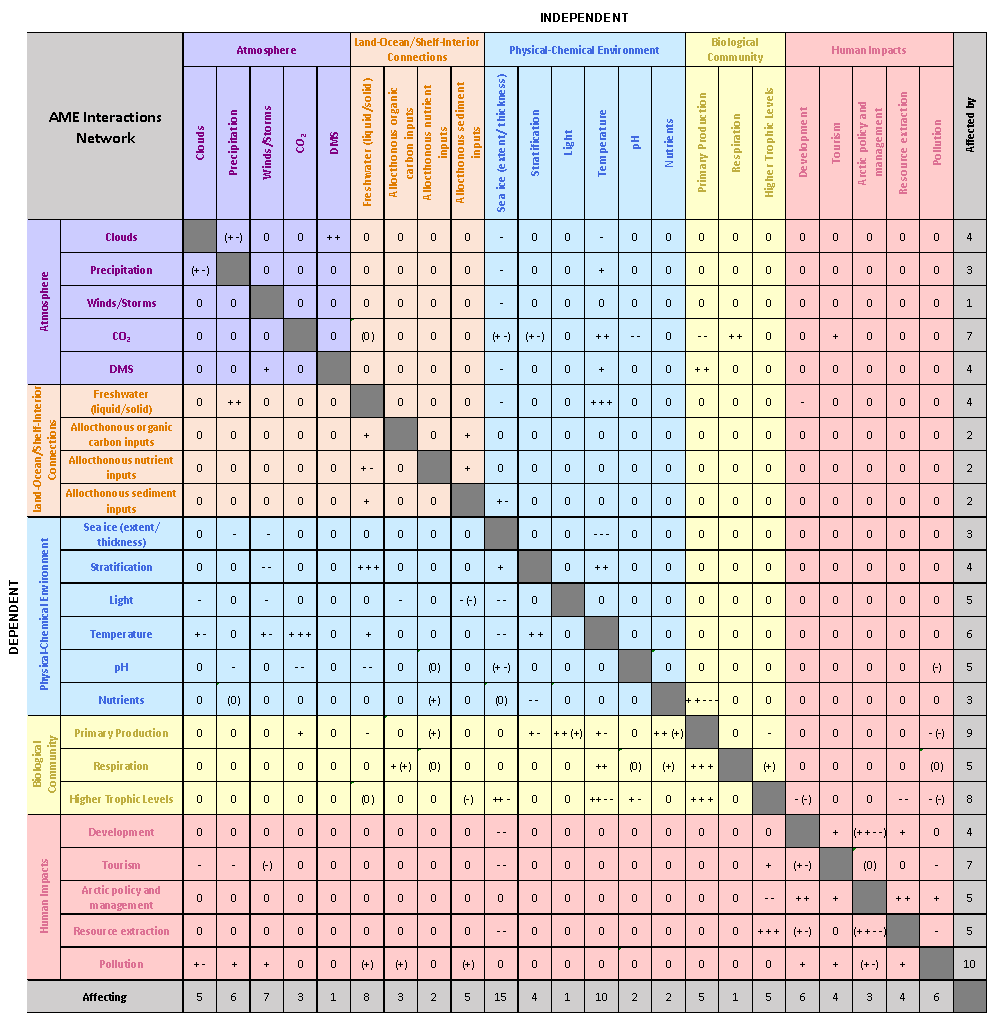 INDEPENDENT
AME Interactions Network
Atmosphere
Land-Ocean/Shelf-Interior Connections
Physical-Chemical Environment
Biological Community
Human Impacts
Affected by
Clouds
Precipitation
Winds/Storms
CO₂
DMS
Freshwater (liquid/solid)
Allocthonous organic carbon inputs
Allocthonous nutrient inputs
Allocthonous sediment inputs
Sea ice (extent/ thickness)
Stratification
Light
Temperature
pH
Nutrients
Primary Production
Respiration
Higher Trophic Levels
Development
Tourism
Arctic policy and management
Resource extraction
Pollution
DEPENDENT
Atmosphere
Clouds (+ -) 0 0 + + 0 0 0 0 - 0 0 - 0 0 0 0 0 0 0 0 0 0 4
Precipitation (+ -) 0 0 0 0 0 0 0 - 0 0 + 0 0 0 0 0 0 0 0 0 0 3
Winds/Storms 0 0 0 0 0 0 0 0 - 0 0 0 0 0 0 0 0 0 0 0 0 0 1
CO₂ 0 0 0 0 (0) 0 0 0 (+ -) (+ -) 0 + + - - 0 - - + + 0 0 + 0 0 0 7
DMS 0 0 + 0 0 0 0 0 - 0 0 + 0 0 + + 0 0 0 0 0 0 0 4
Land-Ocean/Shelf-Interior Connections
Freshwater (liquid/solid) 0 + + 0 0 0 0 0 0 - 0 0 + + + 0 0 0 0 0 - 0 0 0 0 4
Allocthonous organic carbon inputs 0 0 0 0 0 + 0 + 0 0 0 0 0 0 0 0 0 0 0 0 0 0 2
Allocthonous nutrient inputs 0 0 0 0 0 + - 0 + 0 0 0 0 0 0 0 0 0 0 0 0 0 0 2
Allocthonous sediment inputs 0 0 0 0 0 + 0 0 + - 0 0 0 0 0 0 0 0 0 0 0 0 0 2
Physical-Chemical Environment
Sea ice (extent/ thickness) 0 - - 0 0 0 0 0 0 0 0 - - - 0 0 0 0 0 0 0 0 0 0 3
Stratification 0 0 - - 0 0 + + + 0 0 0 + 0 + + 0 0 0 0 0 0 0 0 0 0 4
Light - 0 - 0 0 0 - 0 - (-) - - 0 0 0 0 0 0 0 0 0 0 0 0 5
Temperature + - 0 + - + + + 0 + 0 0 0 - - + + 0 0 0 0 0 0 0 0 0 0 0 6
pH 0 - 0 - - 0 - - 0 (0) 0 (+ -) 0 0 0 0 0 0 0 0 0 0 0 (-) 5
Nutrients 0 (0) 0 0 0 0 0 (+) 0 (0) - - 0 0 0 + + - - - 0 0 0 0 0 0 0 3
Biological Community
Primary Production 0 0 0 + 0 - 0 (+) 0 0 + - + + (+) + - 0 + + (+) 0 - 0 0 0 0 - (-) 9
Respiration 0 0 0 0 0 0 + (+) (0) 0 0 0 0 + + (0) (+) + + + (+) 0 0 0 0 (0) 5
Higher Trophic Levels 0 0 0 0 0 (0) 0 0 (-) + + - 0 0 + + - - + - 0 + + + 0 - (-) 0 0 - - - (-) 8
Human Impacts
Development 0 0 0 0 0 0 0 0 0 - - 0 0 0 0 0 0 0 0 + (+ + - -) + 0 4
Tourism - - (-) 0 0 0 0 0 0 - - 0 0 0 0 0 0 0 + (+ -) (0) 0 - 7
Arctic policy and management 0 0 0 0 0 0 0 0 0 0 0 0 0 0 0 0 0 - - + + + + + + 5
Resource extraction 0 0 0 0 0 0 0 0 0 - - 0 0 0 0 0 0 0 + + + (+ -) 0 (+ + - -) - 5
Pollution + - + + 0 0 (+) (+) 0 (+) 0 0 0 0 0 0 0 0 0 + + (+ -) + 10
Affecting 5 6 7 3 1 8 3 2 5 15 4 1 10 2 2 5 1 5 6 4 3 4 6